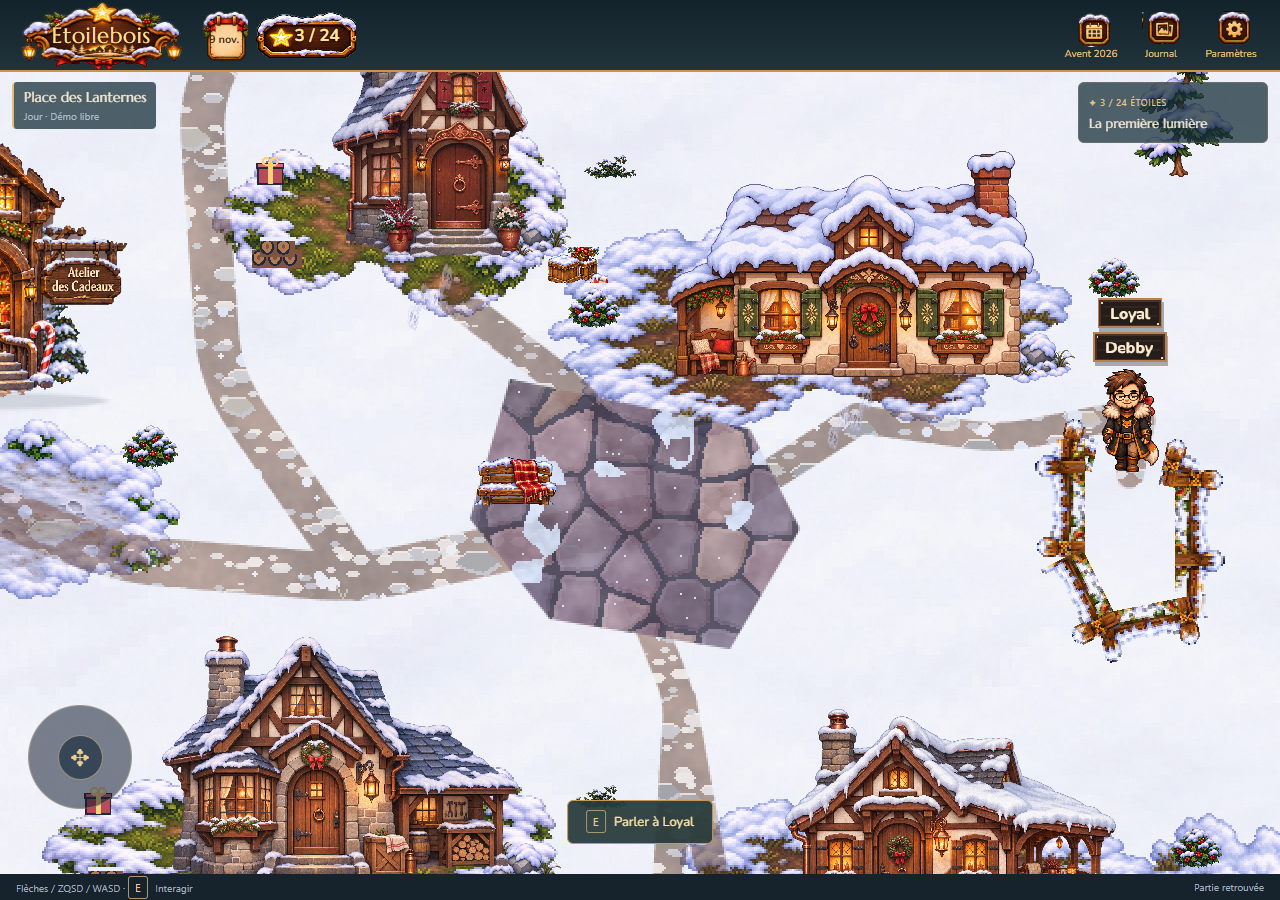 Étoilebois
9 nov.
3 / 24
Avent 2026
Journal
Paramètres
Place des Lanternes
Jour · Démo libre
✦ 3 / 24 ÉTOILES
La première lumière
Atelier
des Cadeaux
Loyal
Debby
E Parler à Loyal
Flèches / ZQSD / WASD · E Interagir
Partie retrouvée